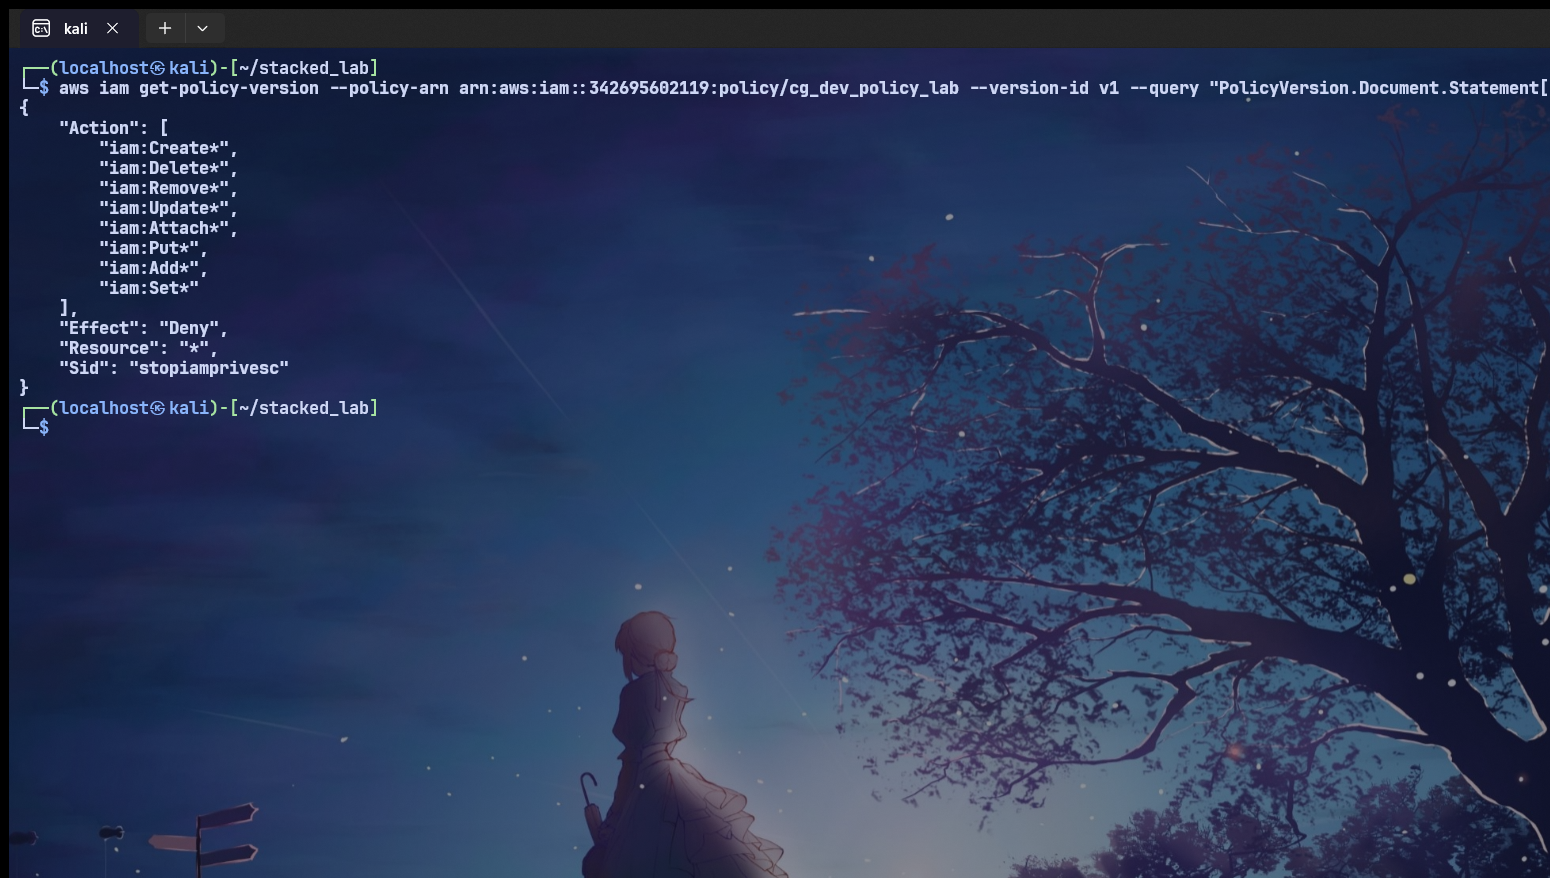 kali
(localhost㉿kali)-[~/stacked_lab]
$ aws iam get-policy-version --policy-arn arn:aws:iam::342695602119:policy/cg_dev_policy_lab --version-id v1 --query "PolicyVersion.Document.Statement[
{
    "Action": [
        "iam:Create*",
        "iam:Delete*",
        "iam:Remove*",
        "iam:Update*",
        "iam:Attach*",
        "iam:Put*",
        "iam:Add*",
        "iam:Set*"
    ],
    "Effect": "Deny",
    "Resource": "*",
    "Sid": "stopiamprivesc"
}
(localhost㉿kali)-[~/stacked_lab]
$